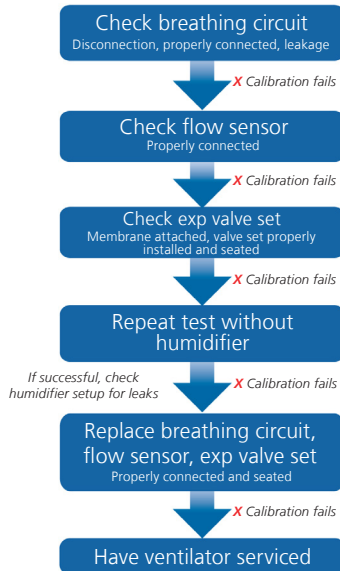 Check breathing circuit
Disconnection, properly connected, leakage
X Calibration fails
Check flow sensor
Properly connected
X Calibration fails
Check exp valve set
Membrane attached, valve set properly
installed and seated
X Calibration fails
Repeat test without
humidifier
If successful, check
humidifier setup for leaks
X Calibration fails
Replace breathing circuit,
flow sensor, exp valve set
Properly connected and seated
X Calibration fails
Have ventilator serviced